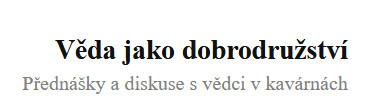 Věda jako dobrodružství
Přednášky a diskuse s vědci v kavárnách